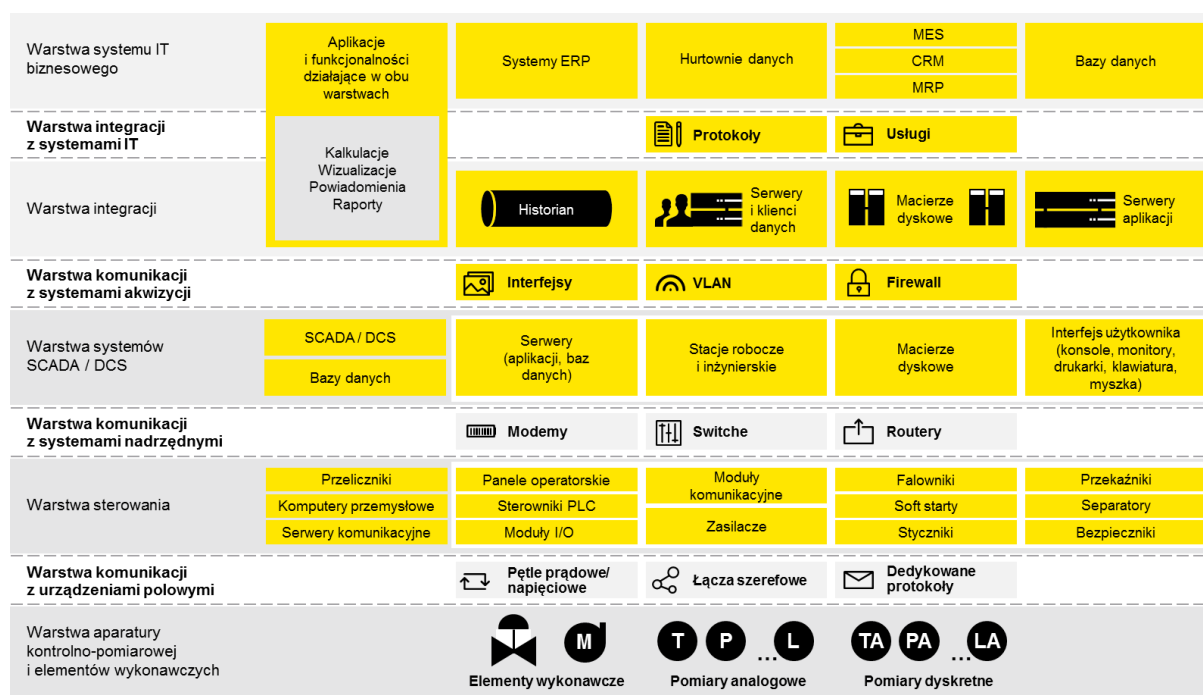 Warstwa systemu IT
biznesowego
Aplikacje
i funkcjonalności
działające w obu
warstwach
Systemy ERP
Hurtownie danych
MES
CRM
MRP
Bazy danych
Warstwa integracji
z systemami IT
Protokoły
Usługi
Kalkulacje
Wizualizacje
Powiadomienia
Raporty
Warstwa integracji
Historian
Serwery
i klienci
danych
Macierze
dyskowe
Serwery
aplikacji
Warstwa komunikacji
z systemami akwizycji
Interfejsy
VLAN
Firewall
Warstwa systemów
SCADA / DCS
SCADA / DCS
Bazy danych
Serwery
(aplikacji, baz
danych)
Stacje robocze
i inżynierskie
Macierze
dyskowe
Interfejs użytkownika
(konsole, monitory,
drukarki, klawiatura,
myszka)
Warstwa komunikacji
z systemami nadrzędnymi
Modemy
Switche
Routery
Warstwa sterowania
Przeliczniki
Komputery przemysłowe
Serwery komunikacyjne
Panele operatorskie
Sterowniki PLC
Moduły I/O
Moduły
komunikacyjne
Zasilacze
Falowniki
Soft starty
Styczniki
Przekaźniki
Separatory
Bezpieczniki
Warstwa komunikacji
z urządzeniami polowymi
Pętle prądowe/
napięciowe
Łącza szerefowe
Dedykowane
protokoły
Warstwa aparatury
kontrolno-pomiarowej
i elementów wykonawczych
M
Elementy wykonawcze
T P ...L
Pomiary analogowe
TA PA ...LA
Pomiary dyskretne